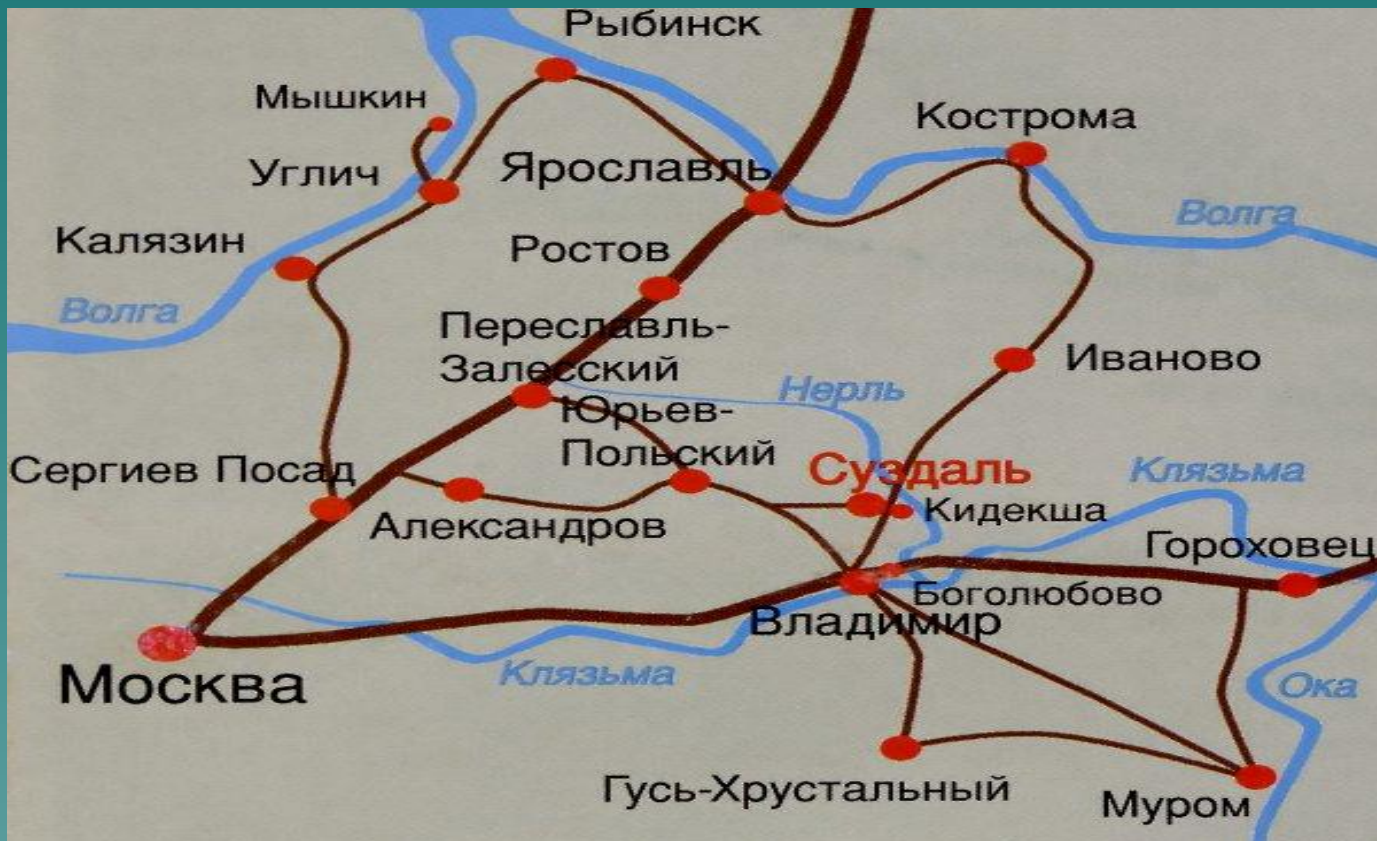 Рыбинск
Мышкин
Кострома
Углич
Ярославль
Волга
Калязин
Ростов
Волга
Переславль-
Залесский
Иваново
Нерль
Юрьев-
Польский
Сергиев Посад
Суздаль
Клязьма
Александров
Кидекша
Гороховец
Боголюбово
Владимир
Москва
Клязьма
Ока
Гусь-Хрустальный
Муром